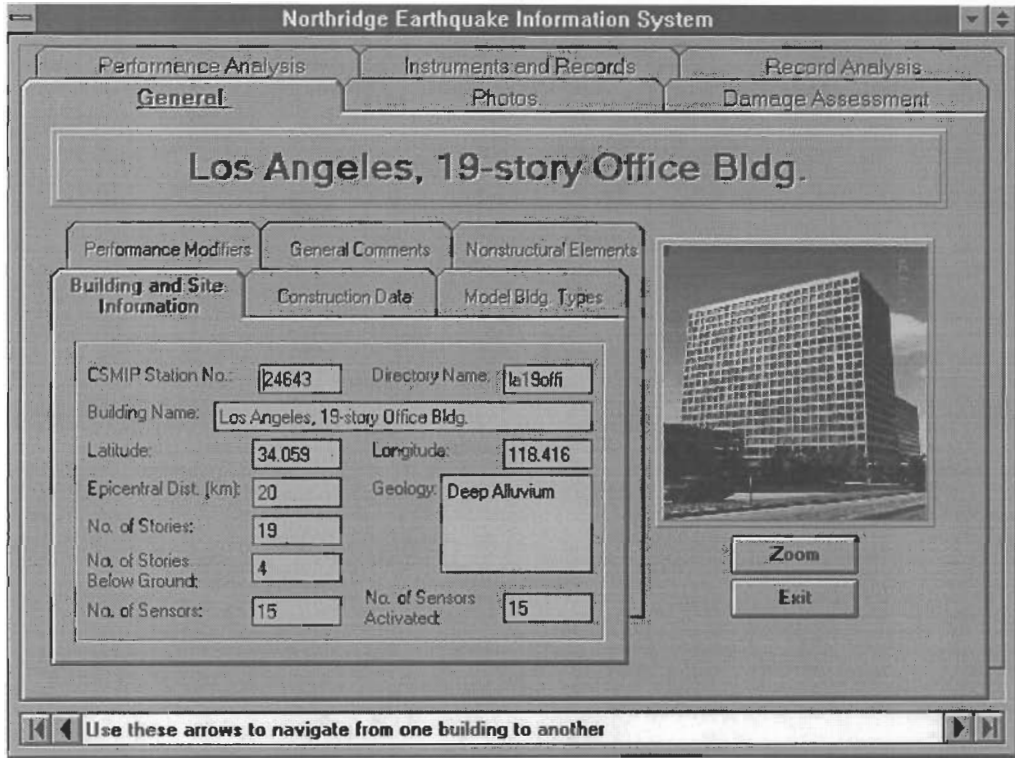 Northridge Earthquake Information System
Performance Analysis Instruments and Records Record Analysis
General Photos Damage Assessment
Los Angeles, 19-story Office Bldg.
Performance Modifiers General Comments Nonstructural Elements
Building and Site Information Construction Data Model Bldg. Types
CSMIP Station No.: 24643 Directory Name: la19offi
Building Name: Los Angeles, 19-story Office Bldg.
Latitude: 34.059 Longitude: 118.416
Epicentral Dist. (km): 20 Geology: Deep Alluvium
No. of Stories: 19
No. of Stories
Below Ground: 4
No. of Sensors: 15 No. of Sensors
Activated: 15
Zoom
Exit
Use these arrows to navigate from one building to another